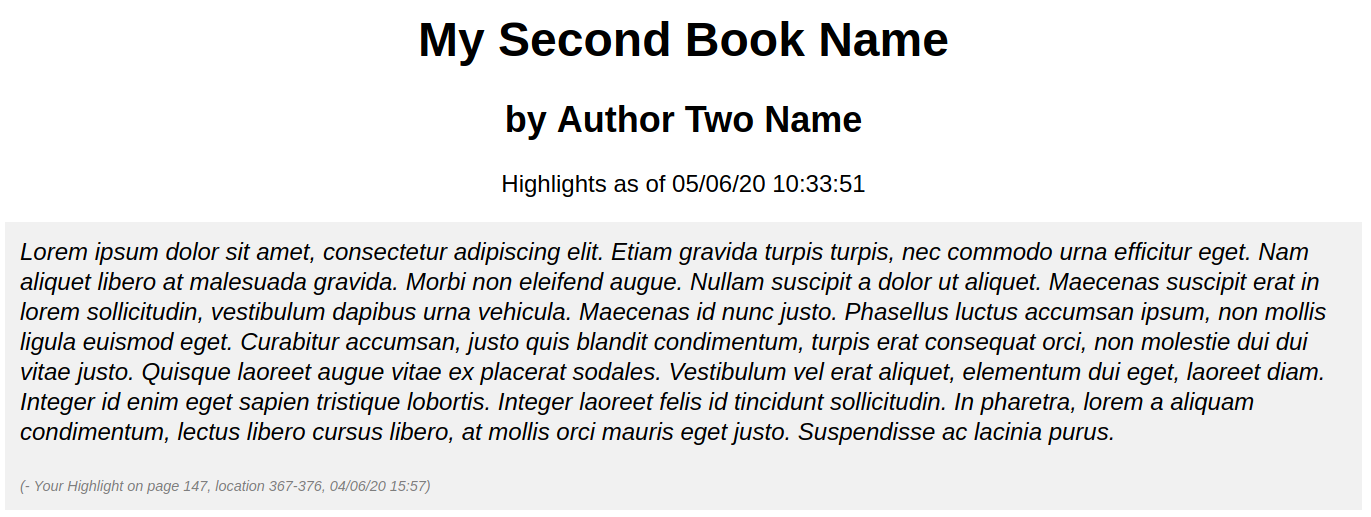 My Second Book Name
by Author Two Name
Highlights as of 05/06/20 10:33:51
Lorem ipsum dolor sit amet, consectetur adipiscing elit. Etiam gravida turpis turpis, nec commodo urna efficitur eget. Nam
aliquet libero at malesuada gravida. Morbi non eleifend augue. Nullam suscipit a dolor ut aliquet. Maecenas suscipit erat in
lorem sollicitudin, vestibulum dapibus urna vehicula. Maecenas id nunc justo. Phasellus luctus accumsan ipsum, non mollis
ligula euismod eget. Curabitur accumsan, justo quis blandit condimentum, turpis erat consequat orci, non molestie dui dui
vitae justo. Quisque laoreet augue vitae ex placerat sodales. Vestibulum vel erat aliquet, elementum dui eget, laoreet diam.
Integer id enim eget sapien tristique lobortis. Integer laoreet felis id tincidunt sollicitudin. In pharetra, lorem a aliquam
condimentum, lectus libero cursus libero, at mollis orci mauris eget justo. Suspendisse ac lacinia purus.
(- Your Highlight on page 147, location 367-376, 04/06/20 15:57)